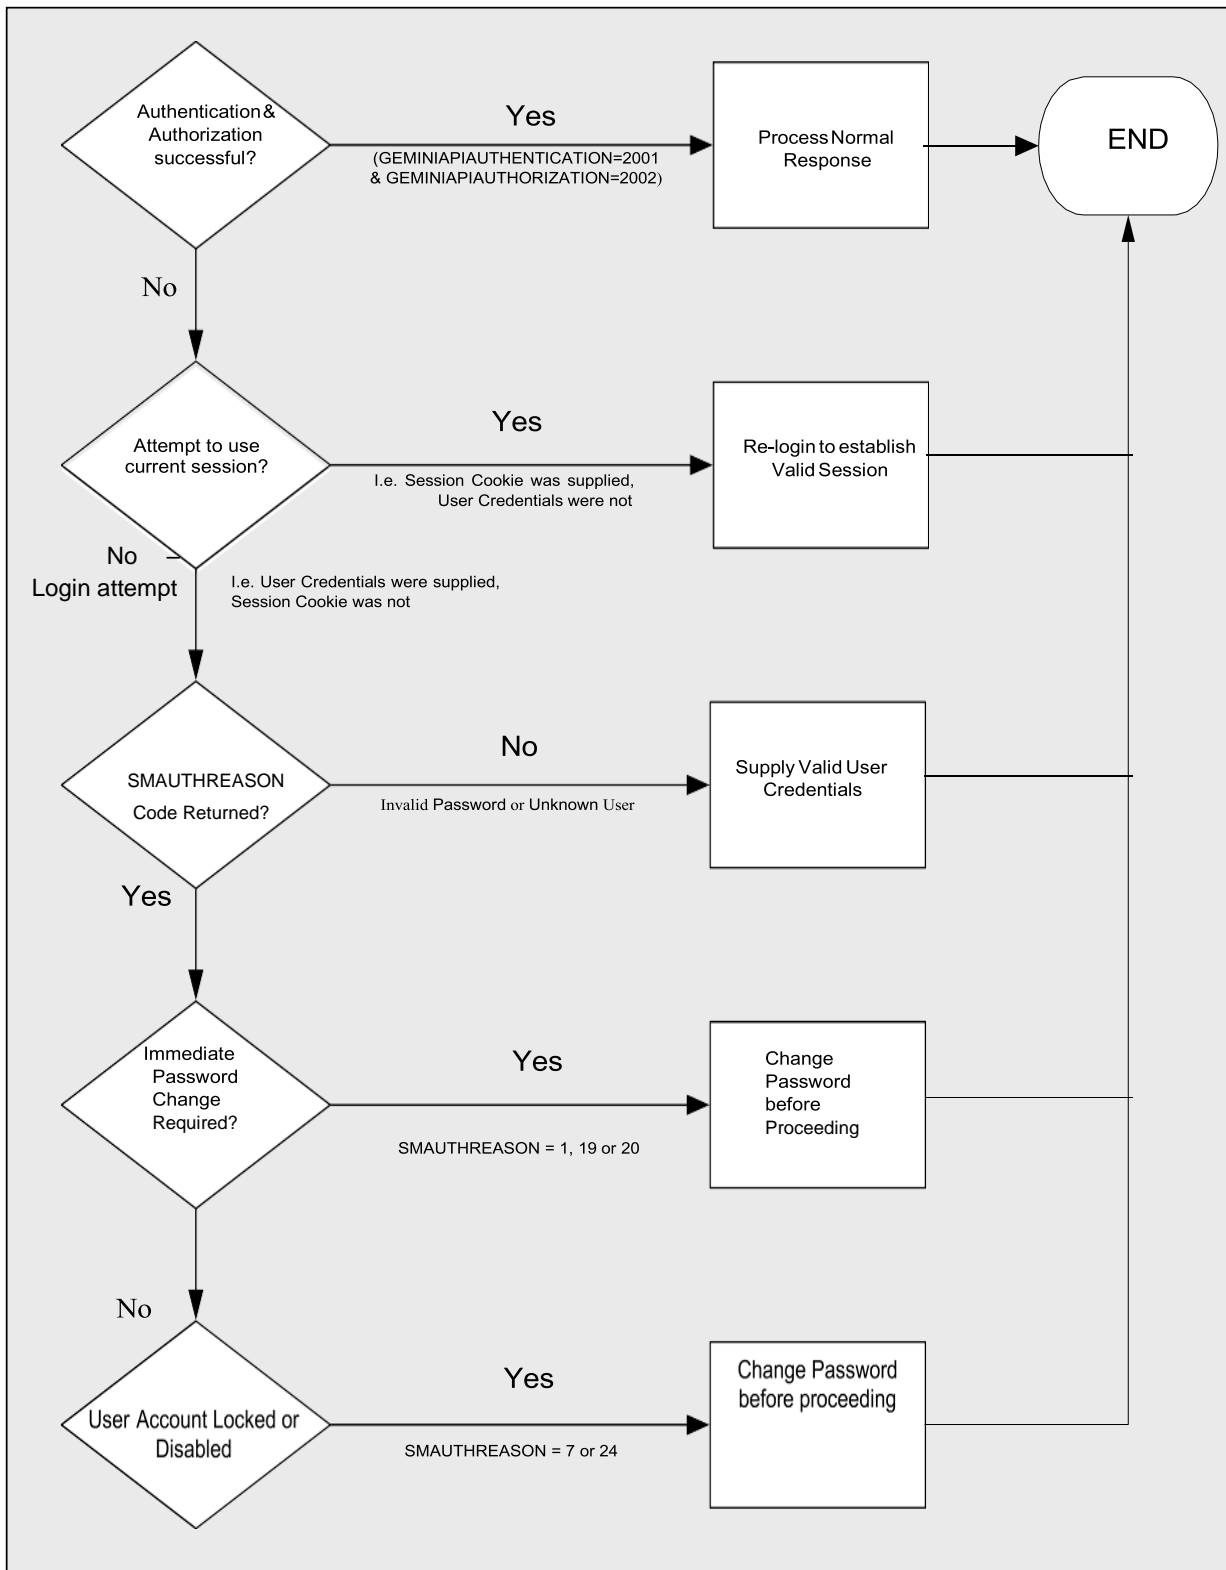 Authentication &
Authorization
successful?
Yes
(GEMINIAPIAUTHENTICATION=2001
& GEMINIAPIAUTHORIZATION=2002)
Process Normal
Response
END
No
Attempt to use
current session?
Yes
I.e. Session Cookie was supplied,
User Credentials were not
Re-login to establish
Valid Session
No
Login attempt
I.e. User Credentials were supplied,
Session Cookie was not
SMAUTHREASON
Code Returned?
No
Invalid Password or Unknown User
Supply Valid User
Credentials
Yes
Immediate
Password
Change
Required?
Yes
SMAUTHREASON = 1, 19 or 20
Change
Password
before
Proceeding
No
User Account Locked or
Disabled
Yes
SMAUTHREASON = 7 or 24
Change Password
before proceeding